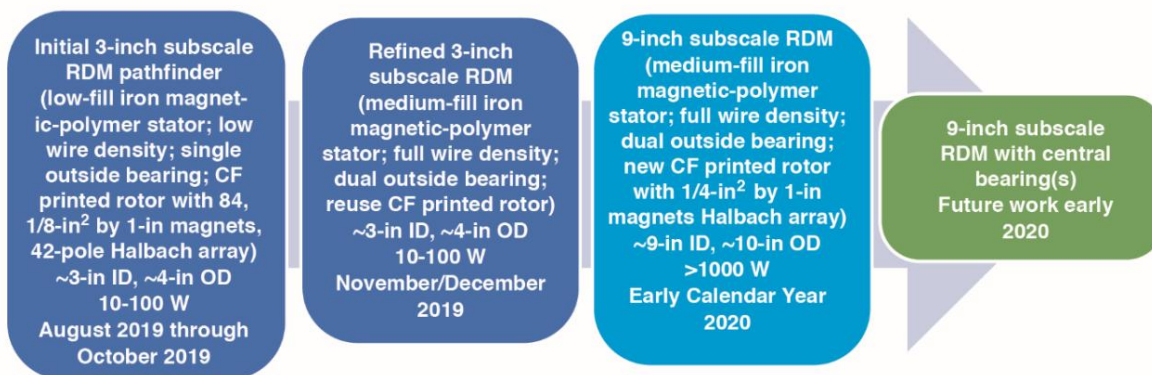 Initial 3-inch subscale
RDM pathfinder
(low-fill iron magnet-
ic-polymer stator; low
wire density; single
outside bearing; CF
printed rotor with 84,
1/8-in² by 1-in magnets,
42-pole Halbach array)
~3-in ID, ~4-in OD
10-100 W
August 2019 through
October 2019
Refined 3-inch
subscale RDM
(medium-fill iron
magnetic-polymer
stator; full wire density;
dual outside bearing;
reuse CF printed rotor)
~3-in ID, ~4-in OD
10-100 W
November/December
2019
9-inch subscale RDM
(medium-fill iron
magnetic-polymer
stator; full wire density;
dual outside bearing;
new CF printed rotor
with 1/4-in² by 1-in
magnets Halbach array)
~9-in ID, ~10-in OD
>1000 W
Early Calendar Year
2020
9-inch subscale
RDM with central
bearing(s)
Future work early
2020